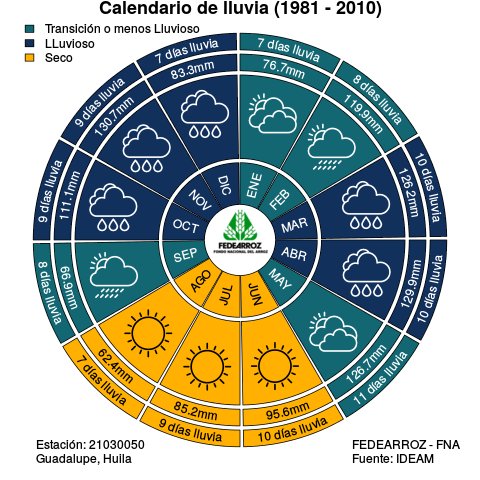 Calendario de lluvia (1981 - 2010)
Transición o menos Lluvioso
LLuvioso
Seco
7 días lluvia
76.7mm
ENE
8 días lluvia
119.9mm
FEB
10 días lluvia
126.2mm
MAR
10 días lluvia
129.9mm
ABR
11 días lluvia
126.7mm
MAY
10 días lluvia
95.6mm
JUN
9 días lluvia
85.2mm
JUL
7 días lluvia
62.4mm
AGO
8 días lluvia
66.9mm
SEP
9 días lluvia
111.1mm
OCT
9 días lluvia
130.7mm
NOV
7 días lluvia
83.3mm
DIC
FEDEARROZ
FONDO NACIONAL DEL ARROZ
Estación: 21030050
Guadalupe, Huila
FEDEARROZ - FNA
Fuente: IDEAM